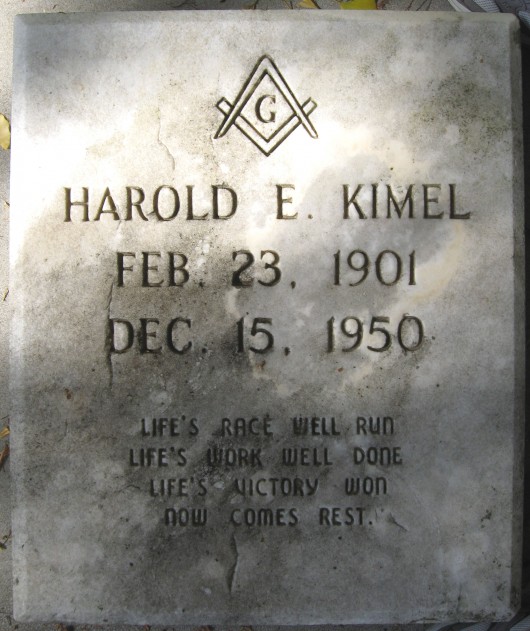 G
HAROLD E. KIMEL
FEB. 23, 1901
DEC. 15, 1950
LIFE'S RACE WELL RUN
LIFE'S WORK WELL DONE
LIFE'S VICTORY WON
NOW COMES REST.